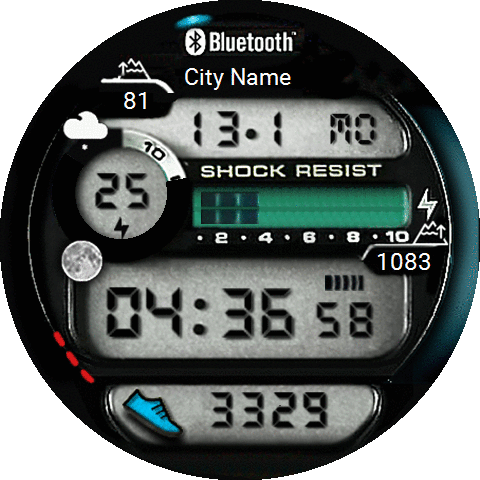 Bluetooth™
City Name
81
13•1 MO
10
SHOCK RESIST
25
• 2 • 4 • 6 • 8 • 10
1083
04:36 58
3329